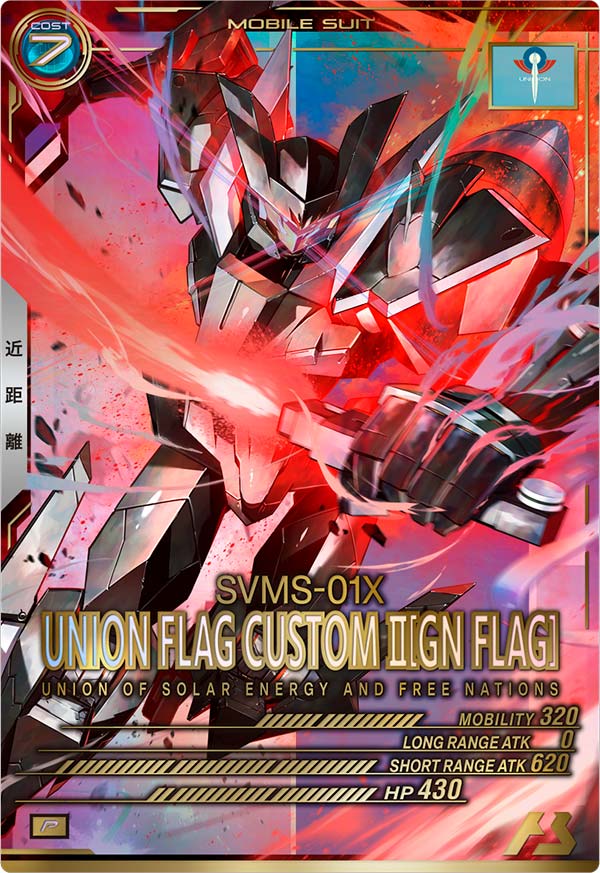 COST
7
MOBILE SUIT
UNION
近距離
SVMS-01X
UNION FLAG CUSTOM II[GN FLAG]
UNION OF SOLAR ENERGY AND FREE NATIONS
MOBILITY 320
LONG RANGE ATK 0
SHORT RANGE ATK 620
HP 430
P